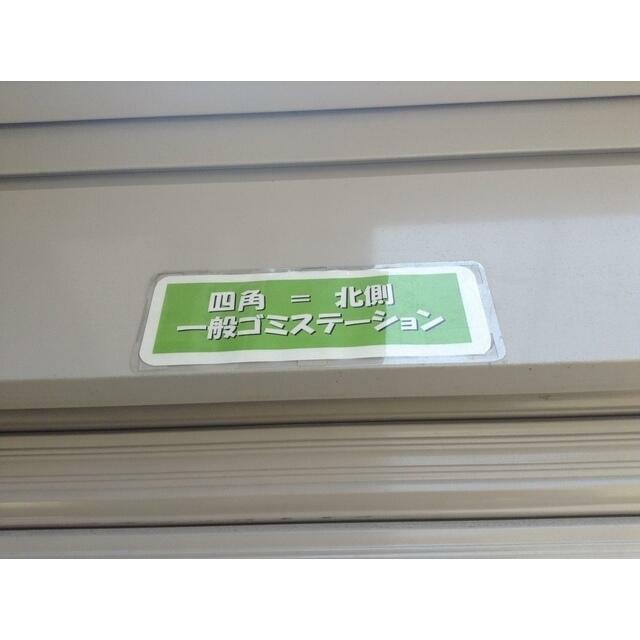 四角 = 北側
一般ゴミステーション